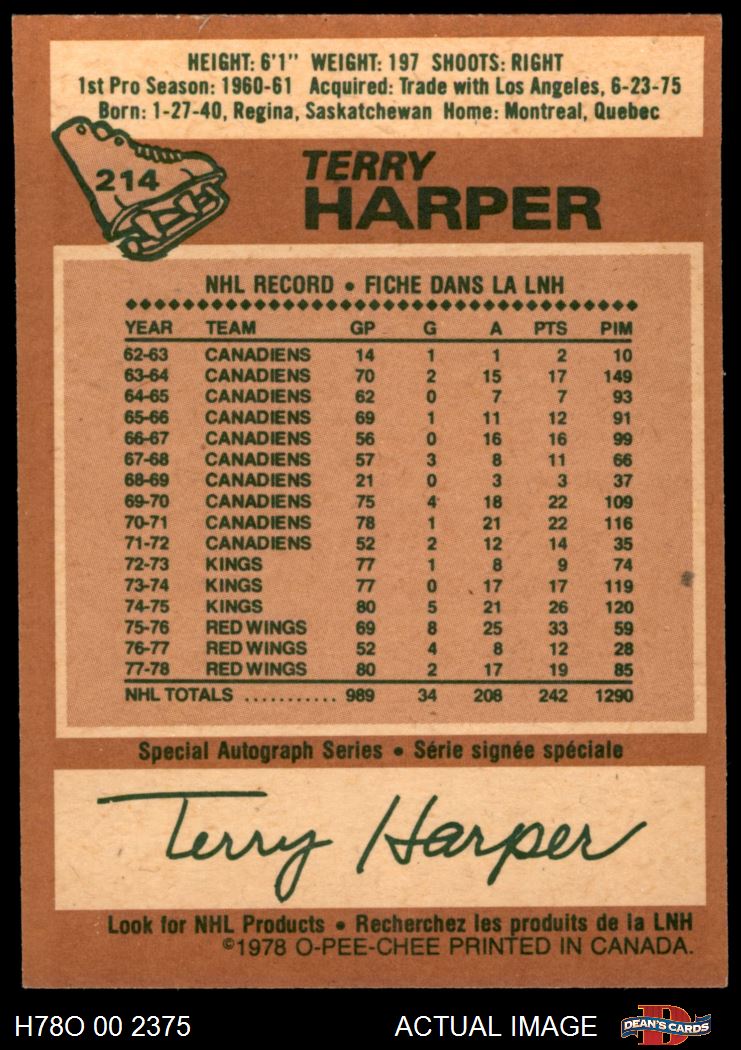 HEIGHT: 6'1" WEIGHT: 197 SHOOTS: RIGHT
1st Pro Season: 1960-61 Acquired: Trade with Los Angeles, 6-23-75
Born: 1-27-40, Regina, Saskatchewan Home: Montreal, Quebec
214
TERRY
HARPER
NHL RECORD • FICHE DANS LA LNH
YEAR TEAM GP G A PTS PIM
62-63 CANADIENS 14 1 1 2 10
63-64 CANADIENS 70 2 15 17 149
64-65 CANADIENS 62 0 7 7 93
65-66 CANADIENS 69 1 11 12 91
66-67 CANADIENS 56 0 16 16 99
67-68 CANADIENS 57 3 8 11 66
68-69 CANADIENS 21 0 3 3 37
69-70 CANADIENS 75 4 18 22 109
70-71 CANADIENS 78 1 21 22 116
71-72 CANADIENS 52 2 12 14 35
72-73 KINGS 77 1 8 9 74
73-74 KINGS 77 0 17 17 119
74-75 KINGS 80 5 21 26 120
75-76 RED WINGS 69 8 25 33 59
76-77 RED WINGS 52 4 8 12 28
77-78 RED WINGS 80 2 17 19 85
NHL TOTALS ........... 989 34 208 242 1290
Special Autograph Series • Série signée spéciale
Terry Harper
Look for NHL Products • Recherchez les produits de la LNH
©1978 O-PEE-CHEE PRINTED IN CANADA.
H78O 00 2375 ACTUAL IMAGE D DEAN'S CARDS